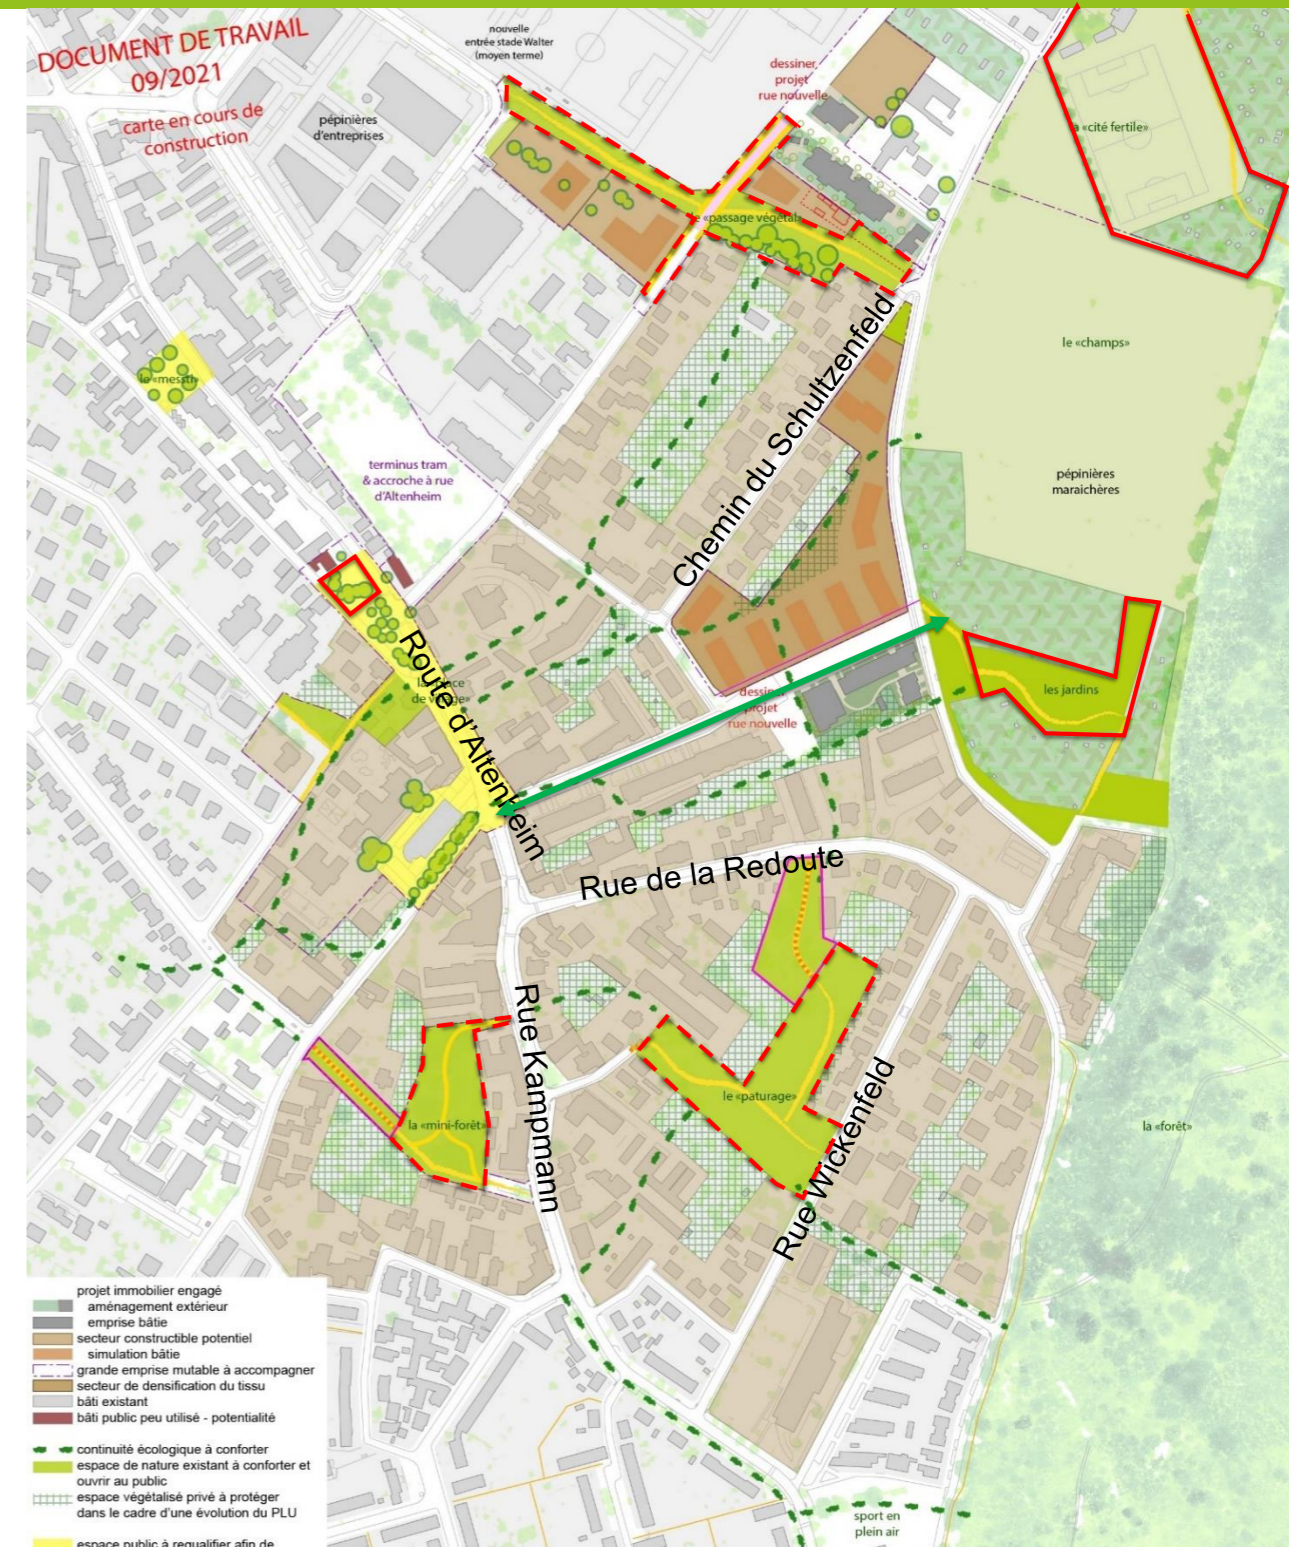 DOCUMENT DE TRAVAIL
09/2021
carte en cours de
construction
nouvelle
entrée stade Walter
(moyen terme)
pépinières
d'entreprises
dessiner
projet
rue nouvelle
la «cité fertile»
le «passage végétal»
le «champs»
le «messti»
terminus tram
& accroche à rue
d'Altenheim
pépinières
maraichères
Chemin du Schultzenfeld
Route d'Altenheim
la «place
de village»
les jardins
dessiner
projet
rue nouvelle
Rue de la Redoute
Rue Kampmann
le «paturage»
la «mini-forêt»
Rue Wickenfeld
la «forêt»
projet immobilier engagé
aménagement extérieur
emprise bâtie
secteur constructible potentiel
simulation bâtie
grande emprise mutable à accompagner
secteur de densification du tissu
bâti existant
bâti public peu utilisé - potentialité
continuité écologique à conforter
espace de nature existant à conforter et
ouvrir au public
espace végétalisé privé à protéger
dans le cadre d'une évolution du PLU
espace public à requalifier afin de
sport en
plein air